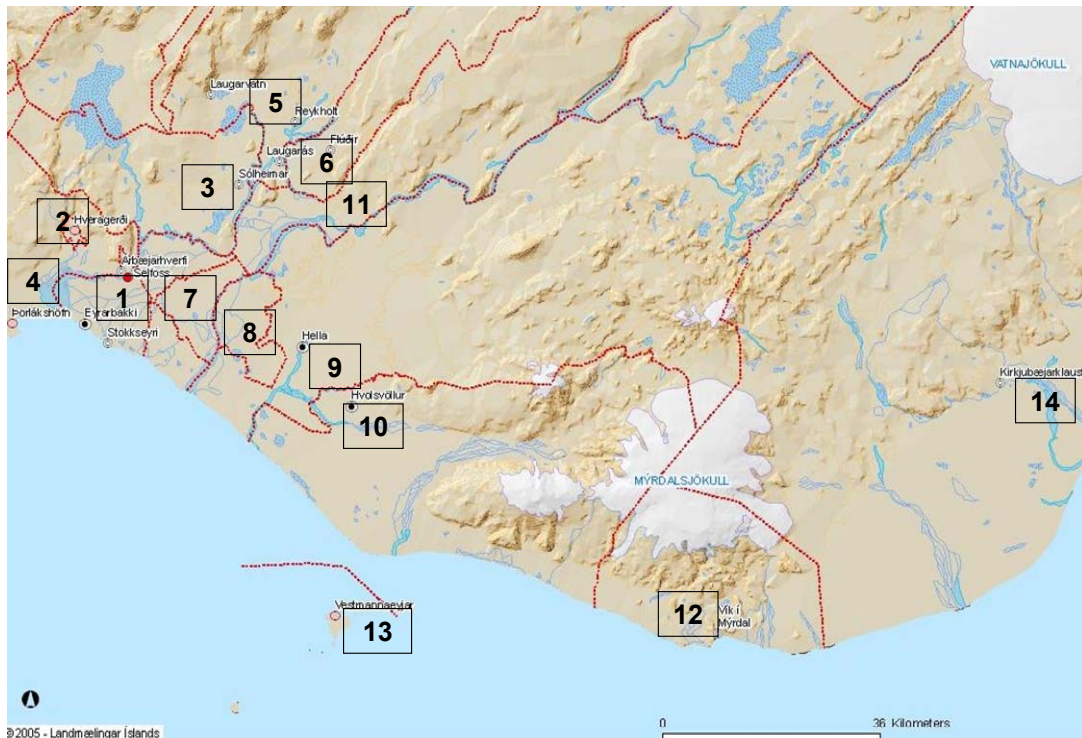 VATNAJÖKULL
Laugarvatn
5
Reykholt
Flúðir
Laugarás
6
3
Sólheimar
11
2
Hveragerði
4
Árbæjarhverfi
Selfoss
1
7
Þorlákshöfn
Eyrarbakki
Stokkseyri
8
Hella
9
Hvolsvöllur
10
Kirkjubæjarklaust
14
MÝRDALSJÖKULL
Vestmannaeyjar
13
12
Vík í
Mýrdal
0
36 Kilometers
© 2005 - Landmælingar Íslands